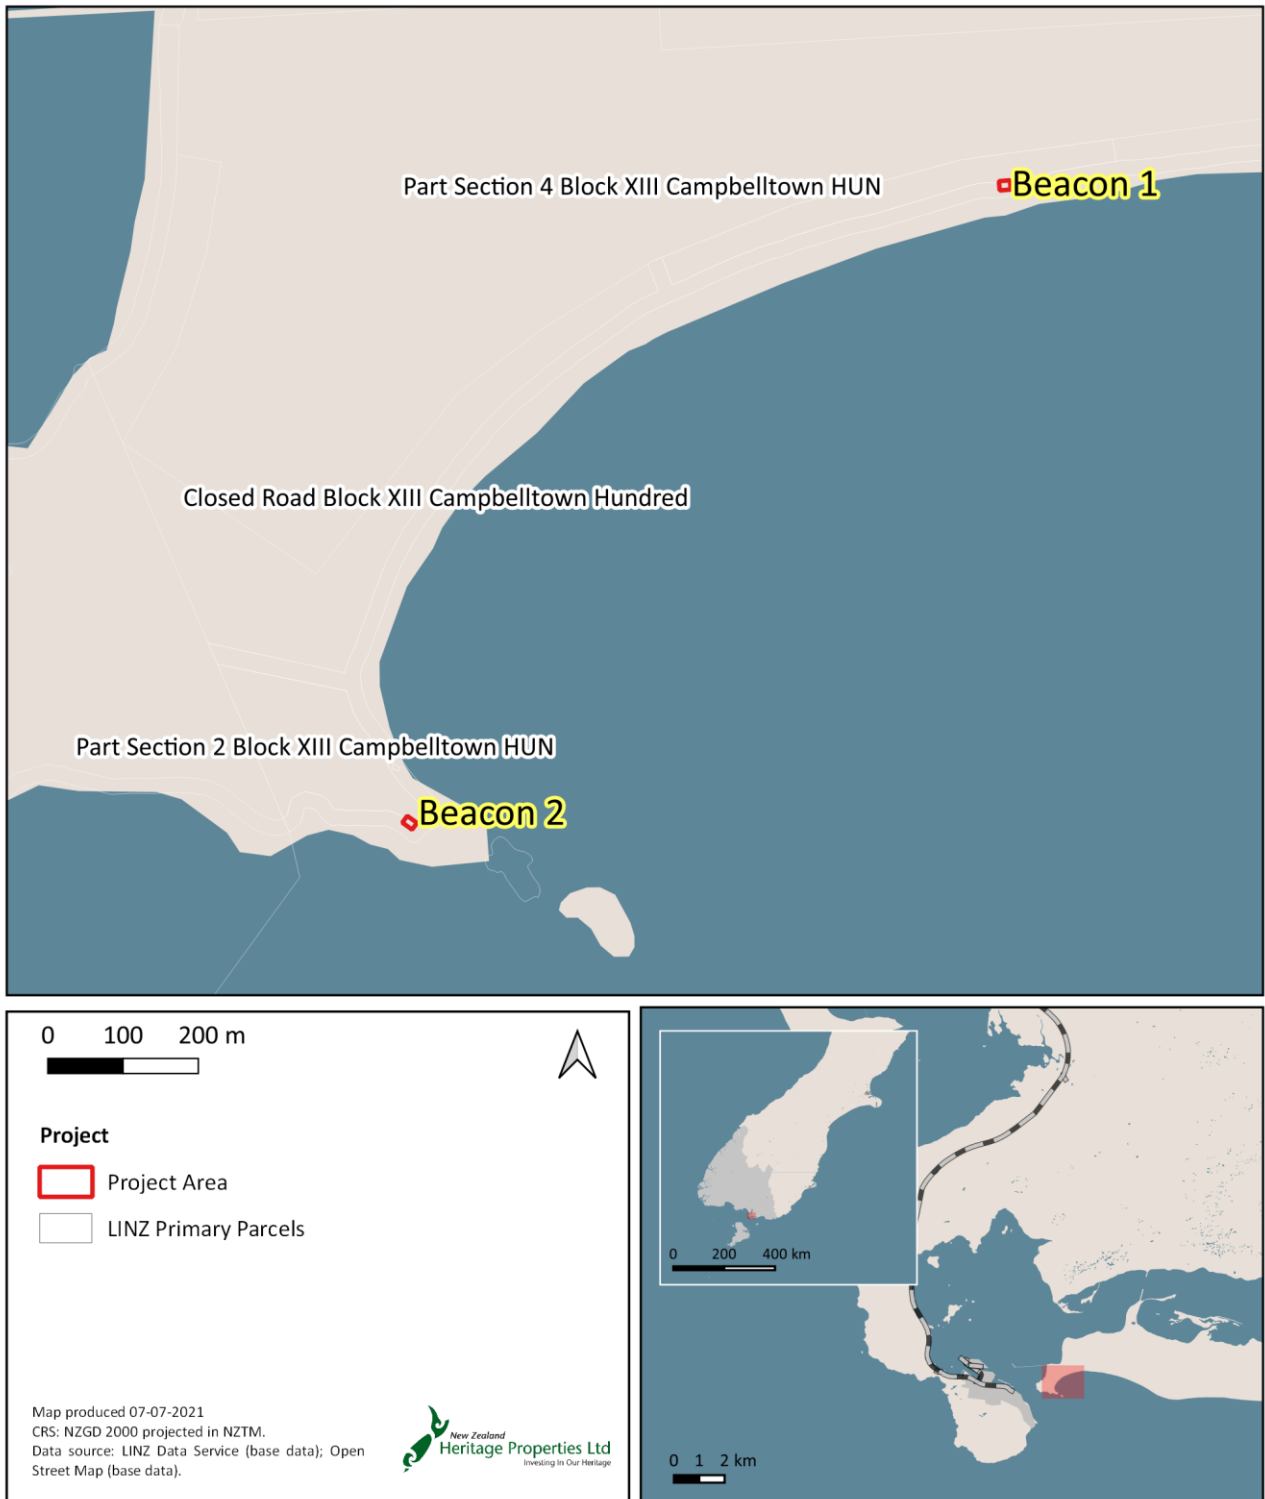 Part Section 4 Block XIII Campbelltown HUN
Beacon 1
Closed Road Block XIII Campbelltown Hundred
Part Section 2 Block XIII Campbelltown HUN
Beacon 2
0 100 200 m
Project
Project Area
LINZ Primary Parcels
Map produced 07-07-2021
CRS: NZGD 2000 projected in NZTM.
Data source: LINZ Data Service (base data); Open
Street Map (base data).
New Zealand
Heritage Properties Ltd
Investing In Our Heritage
0 200 400 km
0 1 2 km